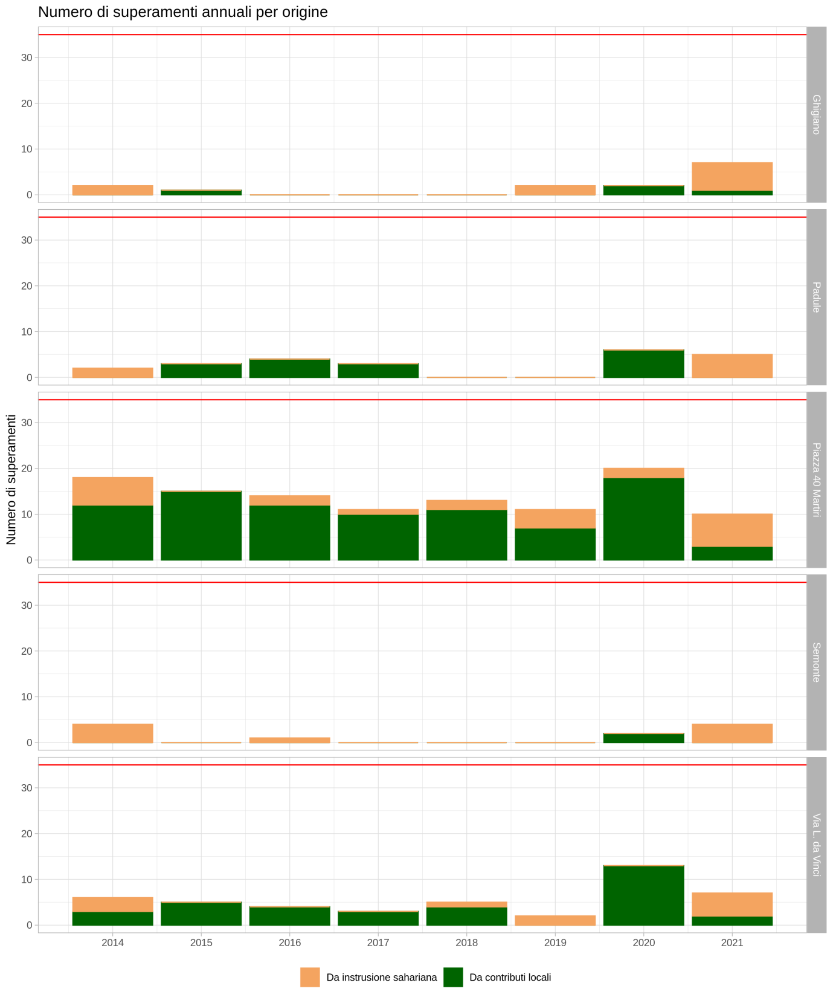 Numero di superamenti annuali per origine
30
20
10
0
Ghigiano
30
20
10
0
Padule
Numero di superamenti
30
20
10
0
Piazza 40 Martiri
30
20
10
0
Semonte
30
20
10
0
Via L. da Vinci
2014 2015 2016 2017 2018 2019 2020 2021
Da instrusione sahariana Da contributi locali